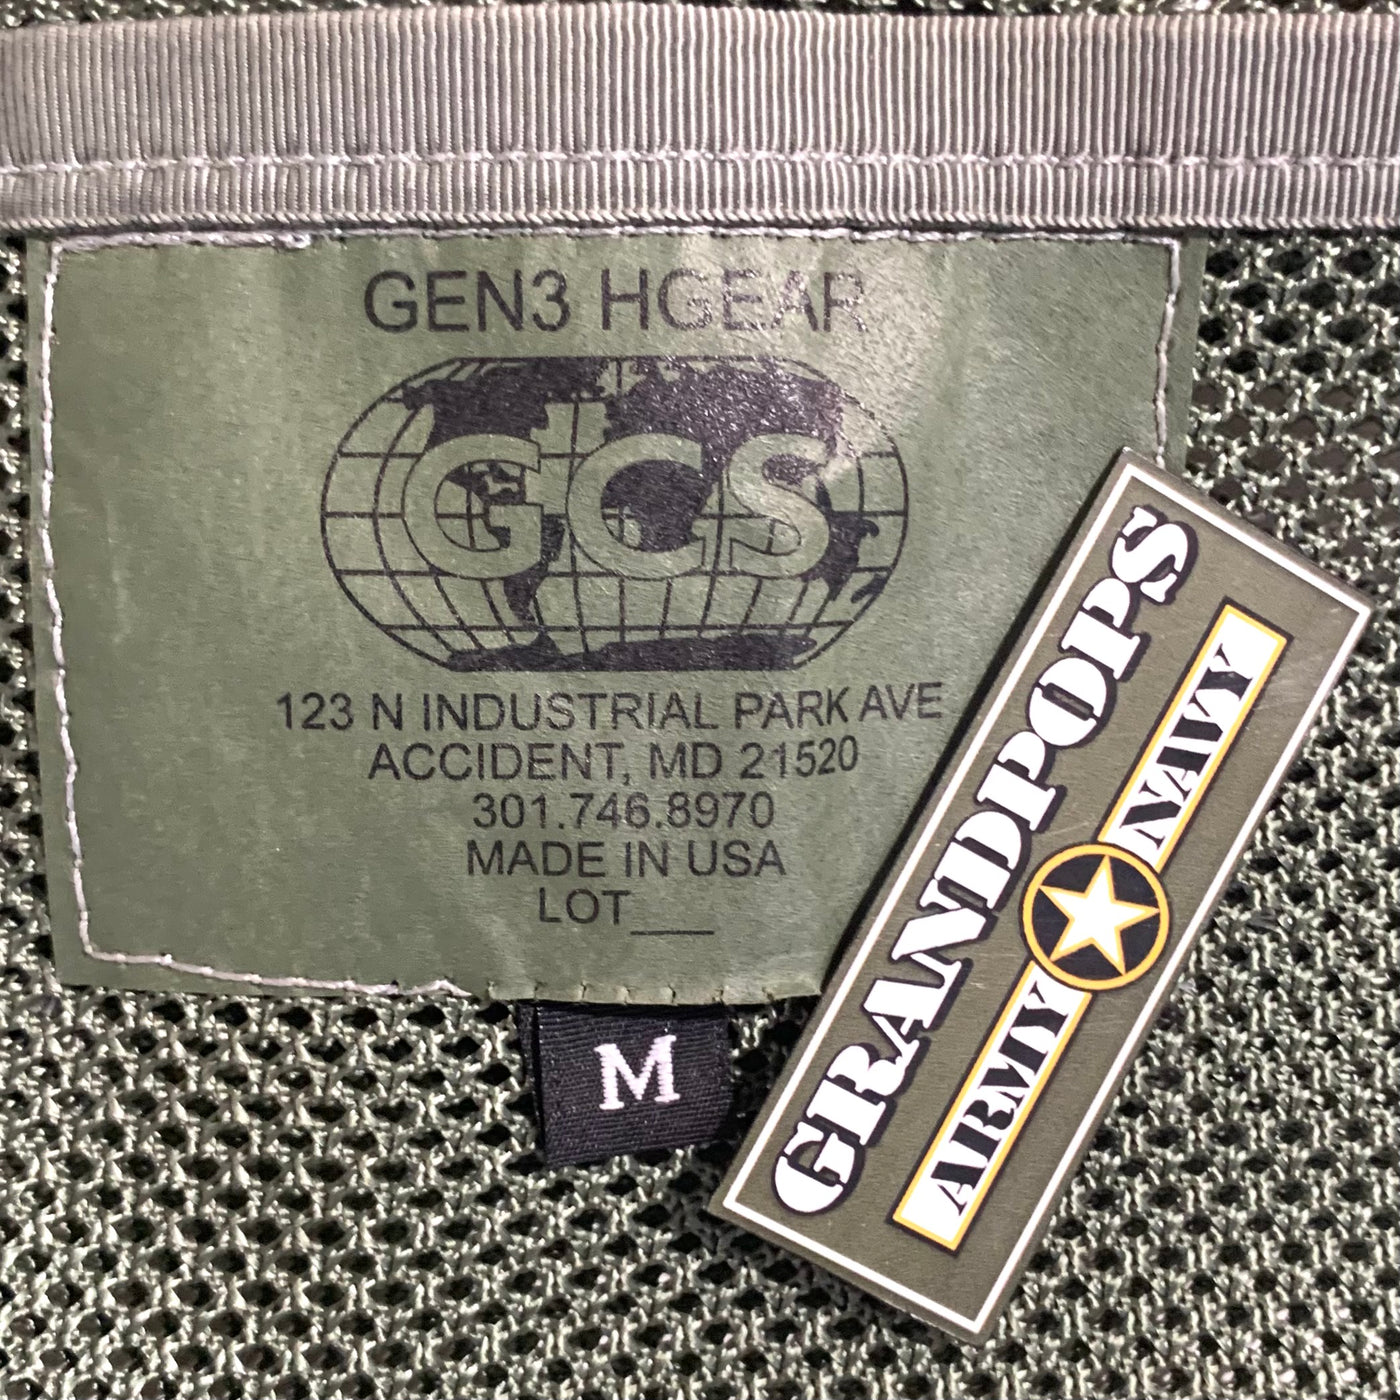 GEN3 HGEAR
GCS
123 N INDUSTRIAL PARK AVE
ACCIDENT, MD 21520
301.746.8970
MADE IN USA
LOT___
M
GRANDPOPS
ARMY NAVY